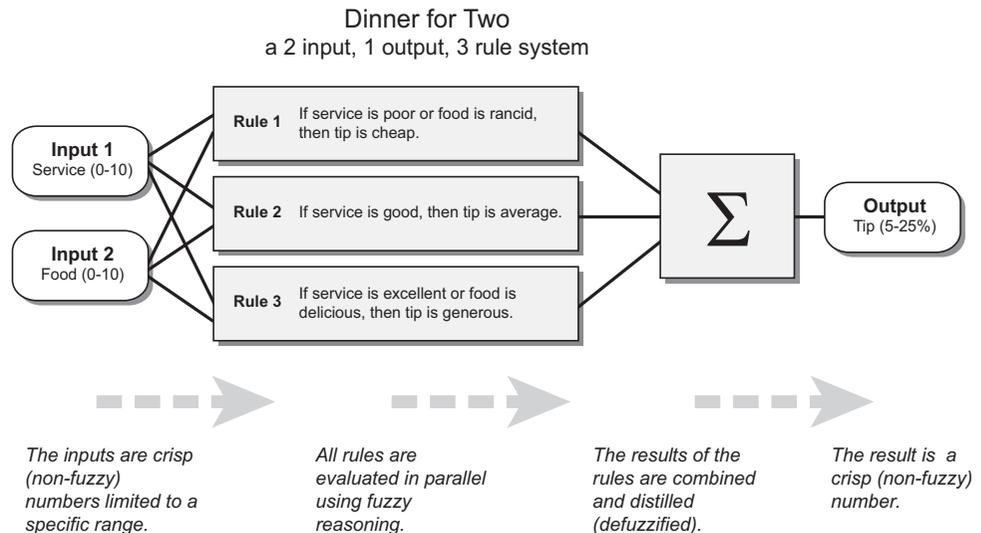 Dinner for Two
a 2 input, 1 output, 3 rule system
Input 1
Service (0-10)
Input 2
Food (0-10)
Rule 1
If service is poor or food is rancid,
then tip is cheap.
Rule 2
If service is good, then tip is average.
Rule 3
If service is excellent or food is
delicious, then tip is generous.
Σ
Output
Tip (5-25%)
The inputs are crisp
(non-fuzzy)
numbers limited to a
specific range.
All rules are
evaluated in parallel
using fuzzy
reasoning.
The results of the
rules are combined
and distilled
(defuzzified).
The result is a
crisp (non-fuzzy)
number.